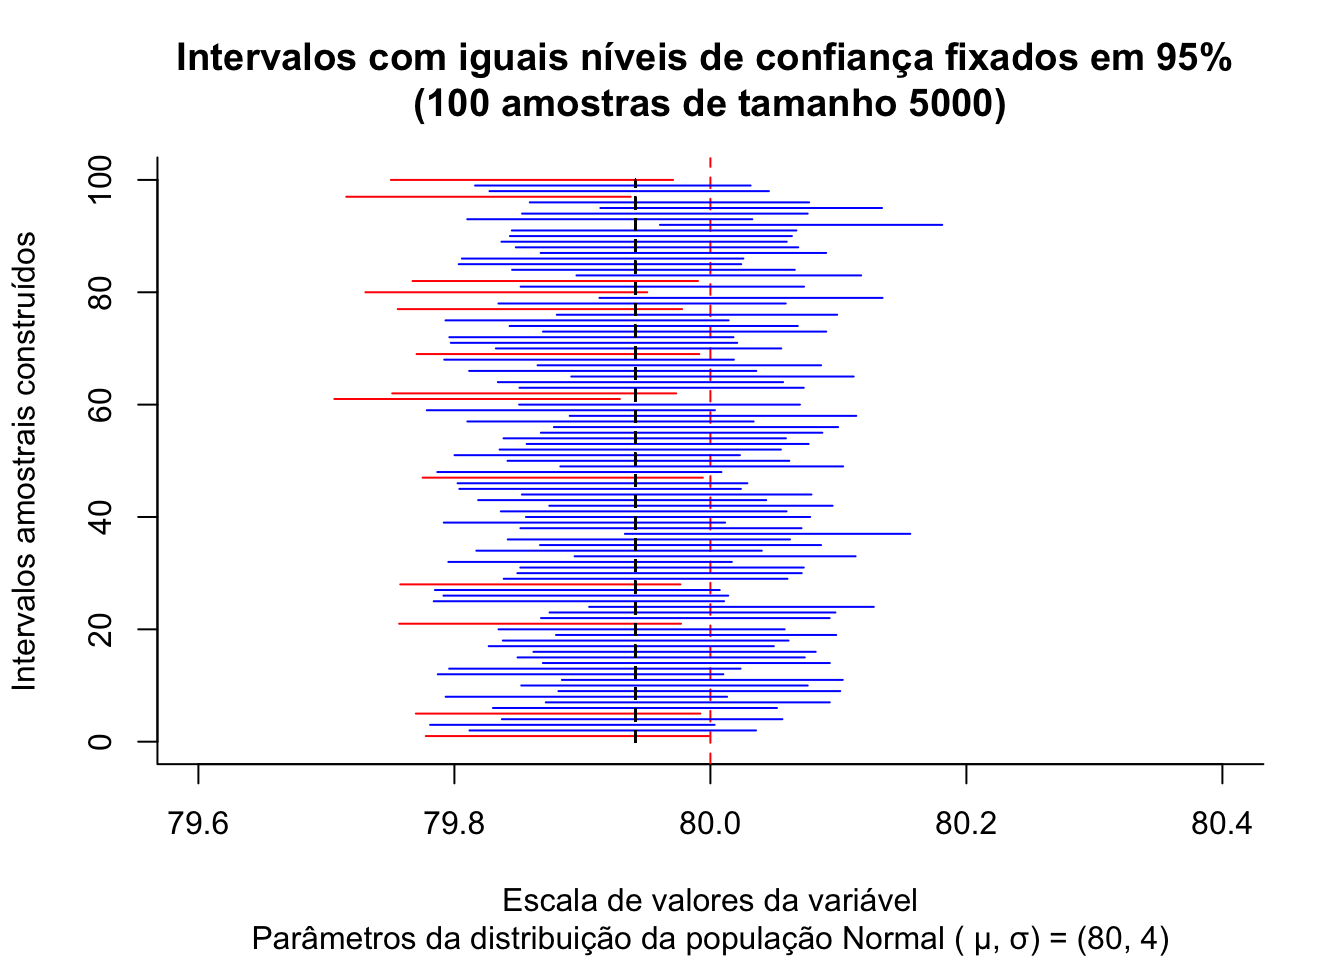 Intervalos com iguais níveis de confiança fixados em 95%
(100 amostras de tamanho 5000)
Intervalos amostrais construídos
100
80
60
40
20
0
79.6 79.8 80.0 80.2 80.4
Escala de valores da variável
Parâmetros da distribuição da população Normal ( μ, σ) = (80, 4)